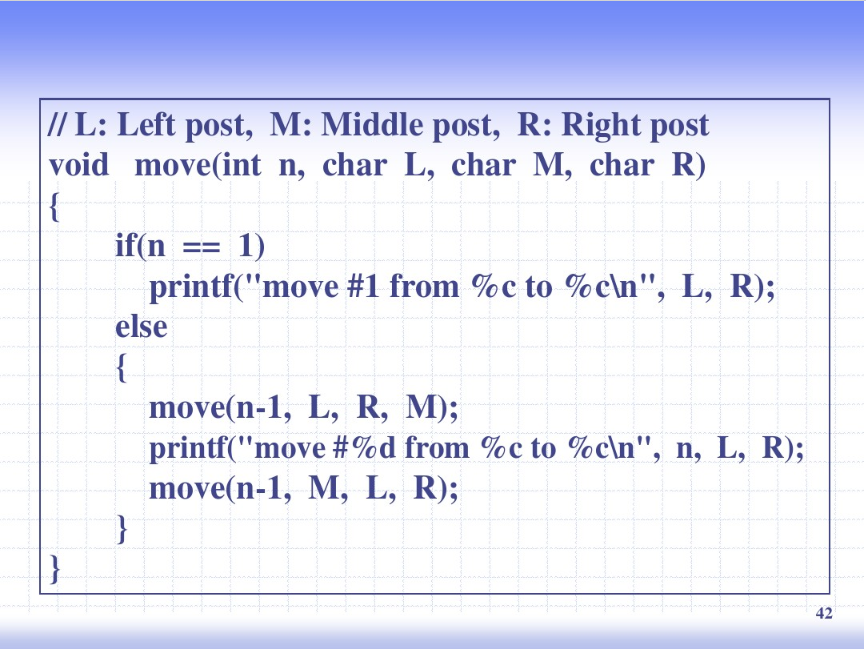 // L: Left post,  M: Middle post,  R: Right post
void   move(int  n,  char  L,  char  M,  char  R)
{
        if(n  ==  1)
            printf("move #1 from %c to %c\n",  L,  R);
        else
        {
            move(n-1,  L,  R,  M);
            printf("move #%d from %c to %c\n",  n,  L,  R);
            move(n-1,  M,  L,  R);
        }
}
42